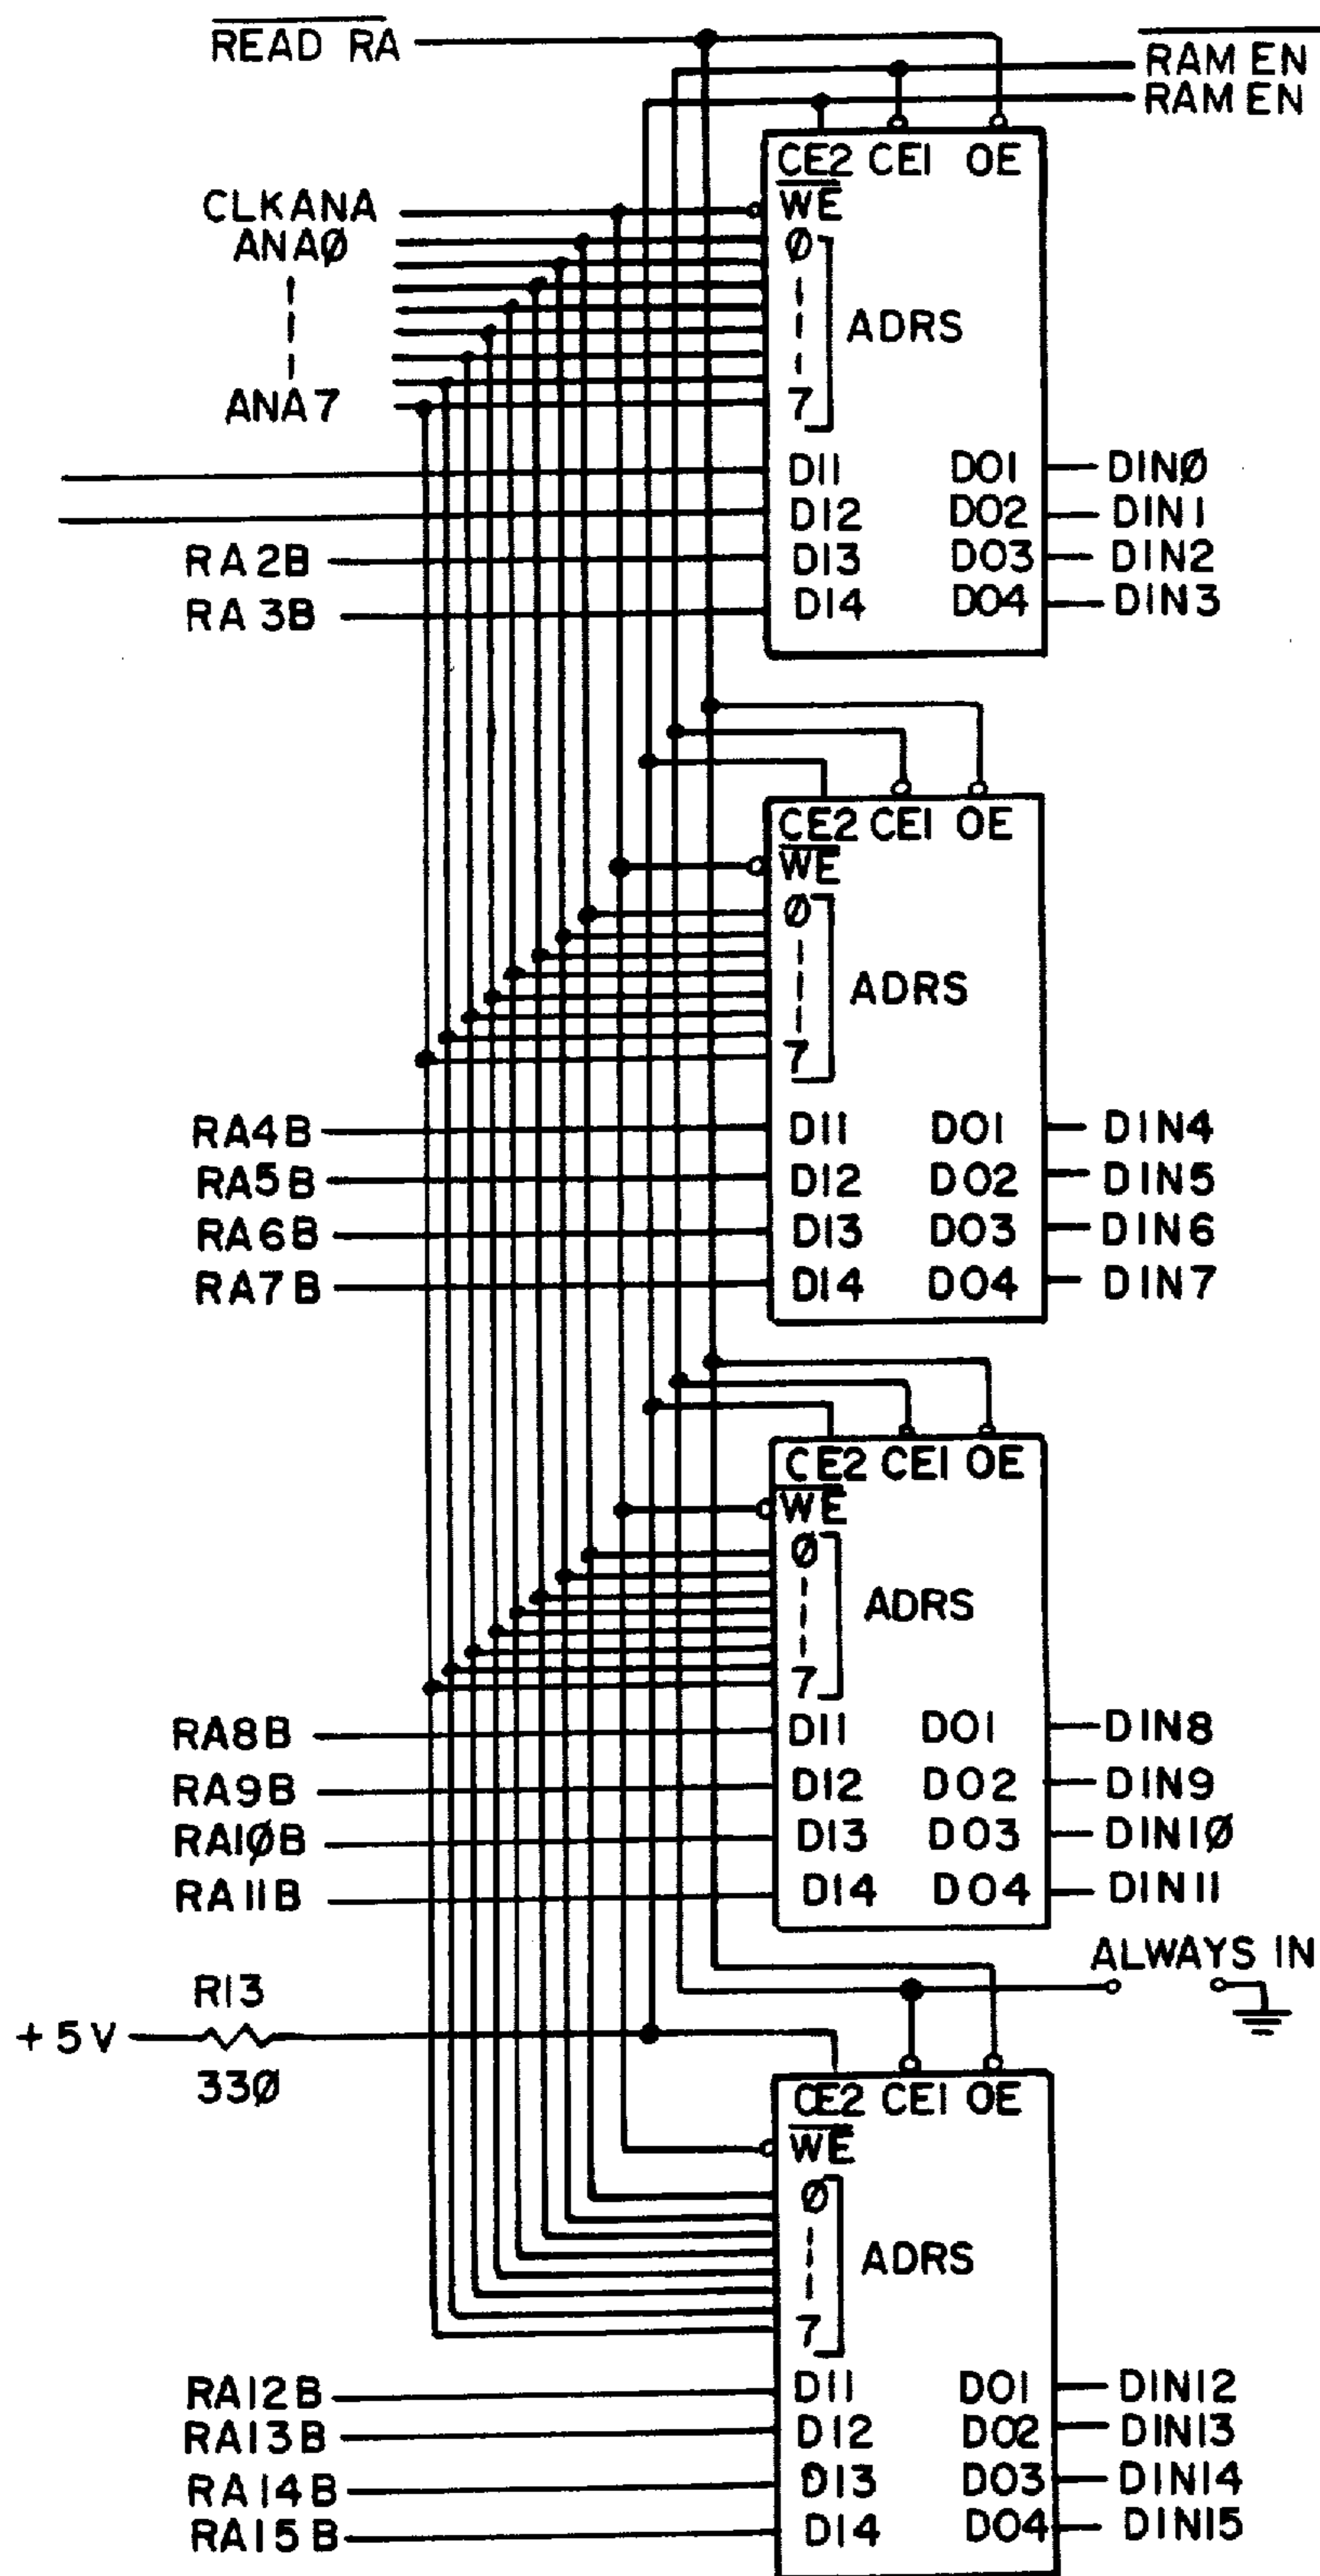 READ RA
RAM EN
RAM EN
CE2 CE1 OE
CLKANA
WE
ANAØ
Ø
ADRS
ANA7
7
DI1 DO1 DINØ
DI2 DO2 DIN1
RA2B DI3 DO3 DIN2
RA3B DI4 DO4 DIN3
CE2 CE1 OE
WE
Ø
ADRS
7
RA4B DI1 DO1 DIN4
RA5B DI2 DO2 DIN5
RA6B DI3 DO3 DIN6
RA7B DI4 DO4 DIN7
CE2 CE1 OE
WE
Ø
ADRS
7
RA8B DI1 DO1 DIN8
RA9B DI2 DO2 DIN9
RA1ØB DI3 DO3 DIN1Ø
RA11B DI4 DO4 DIN11
ALWAYS IN
R13
+5V
33Ø
CE2 CE1 OE
WE
Ø
ADRS
7
RA12B DI1 DO1 DIN12
RA13B DI2 DO2 DIN13
RA14B DI3 DO3 DIN14
RA15B DI4 DO4 DIN15